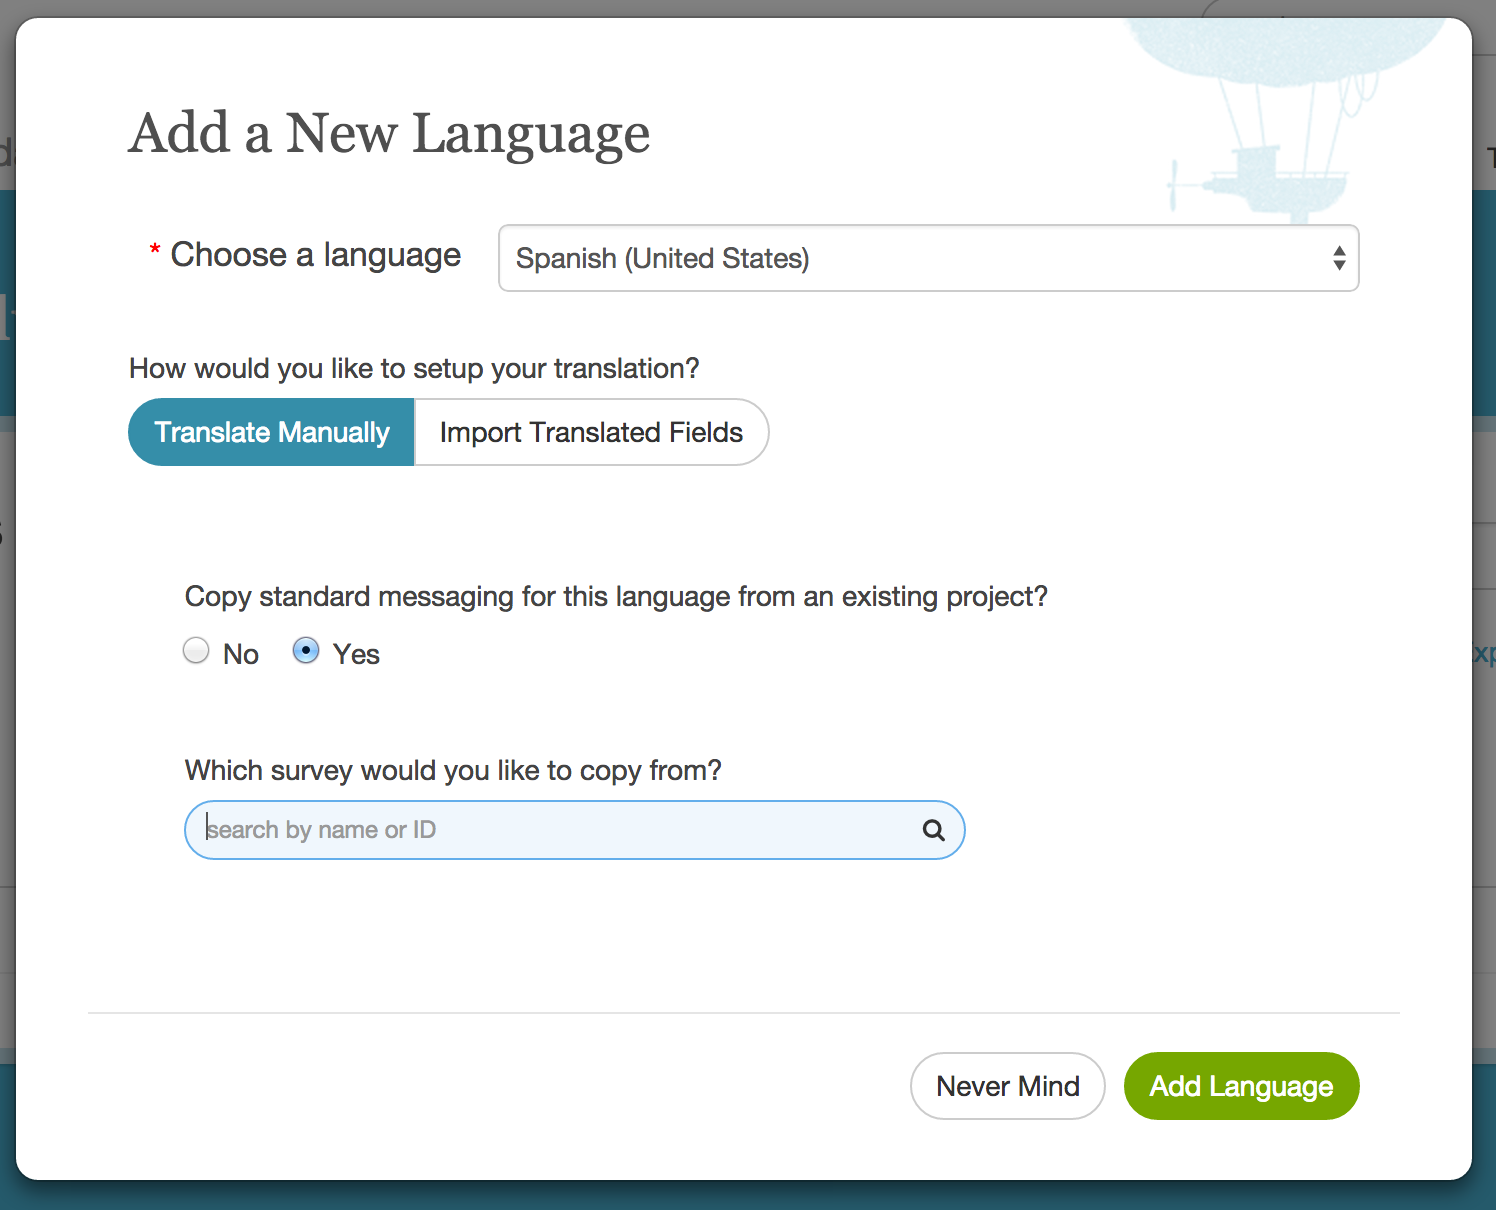 Add a New Language
* Choose a language
Spanish (United States)
How would you like to setup your translation?
Translate Manually
Import Translated Fields
Copy standard messaging for this language from an existing project?
No
Yes
Which survey would you like to copy from?
search by name or ID
Never Mind
Add Language